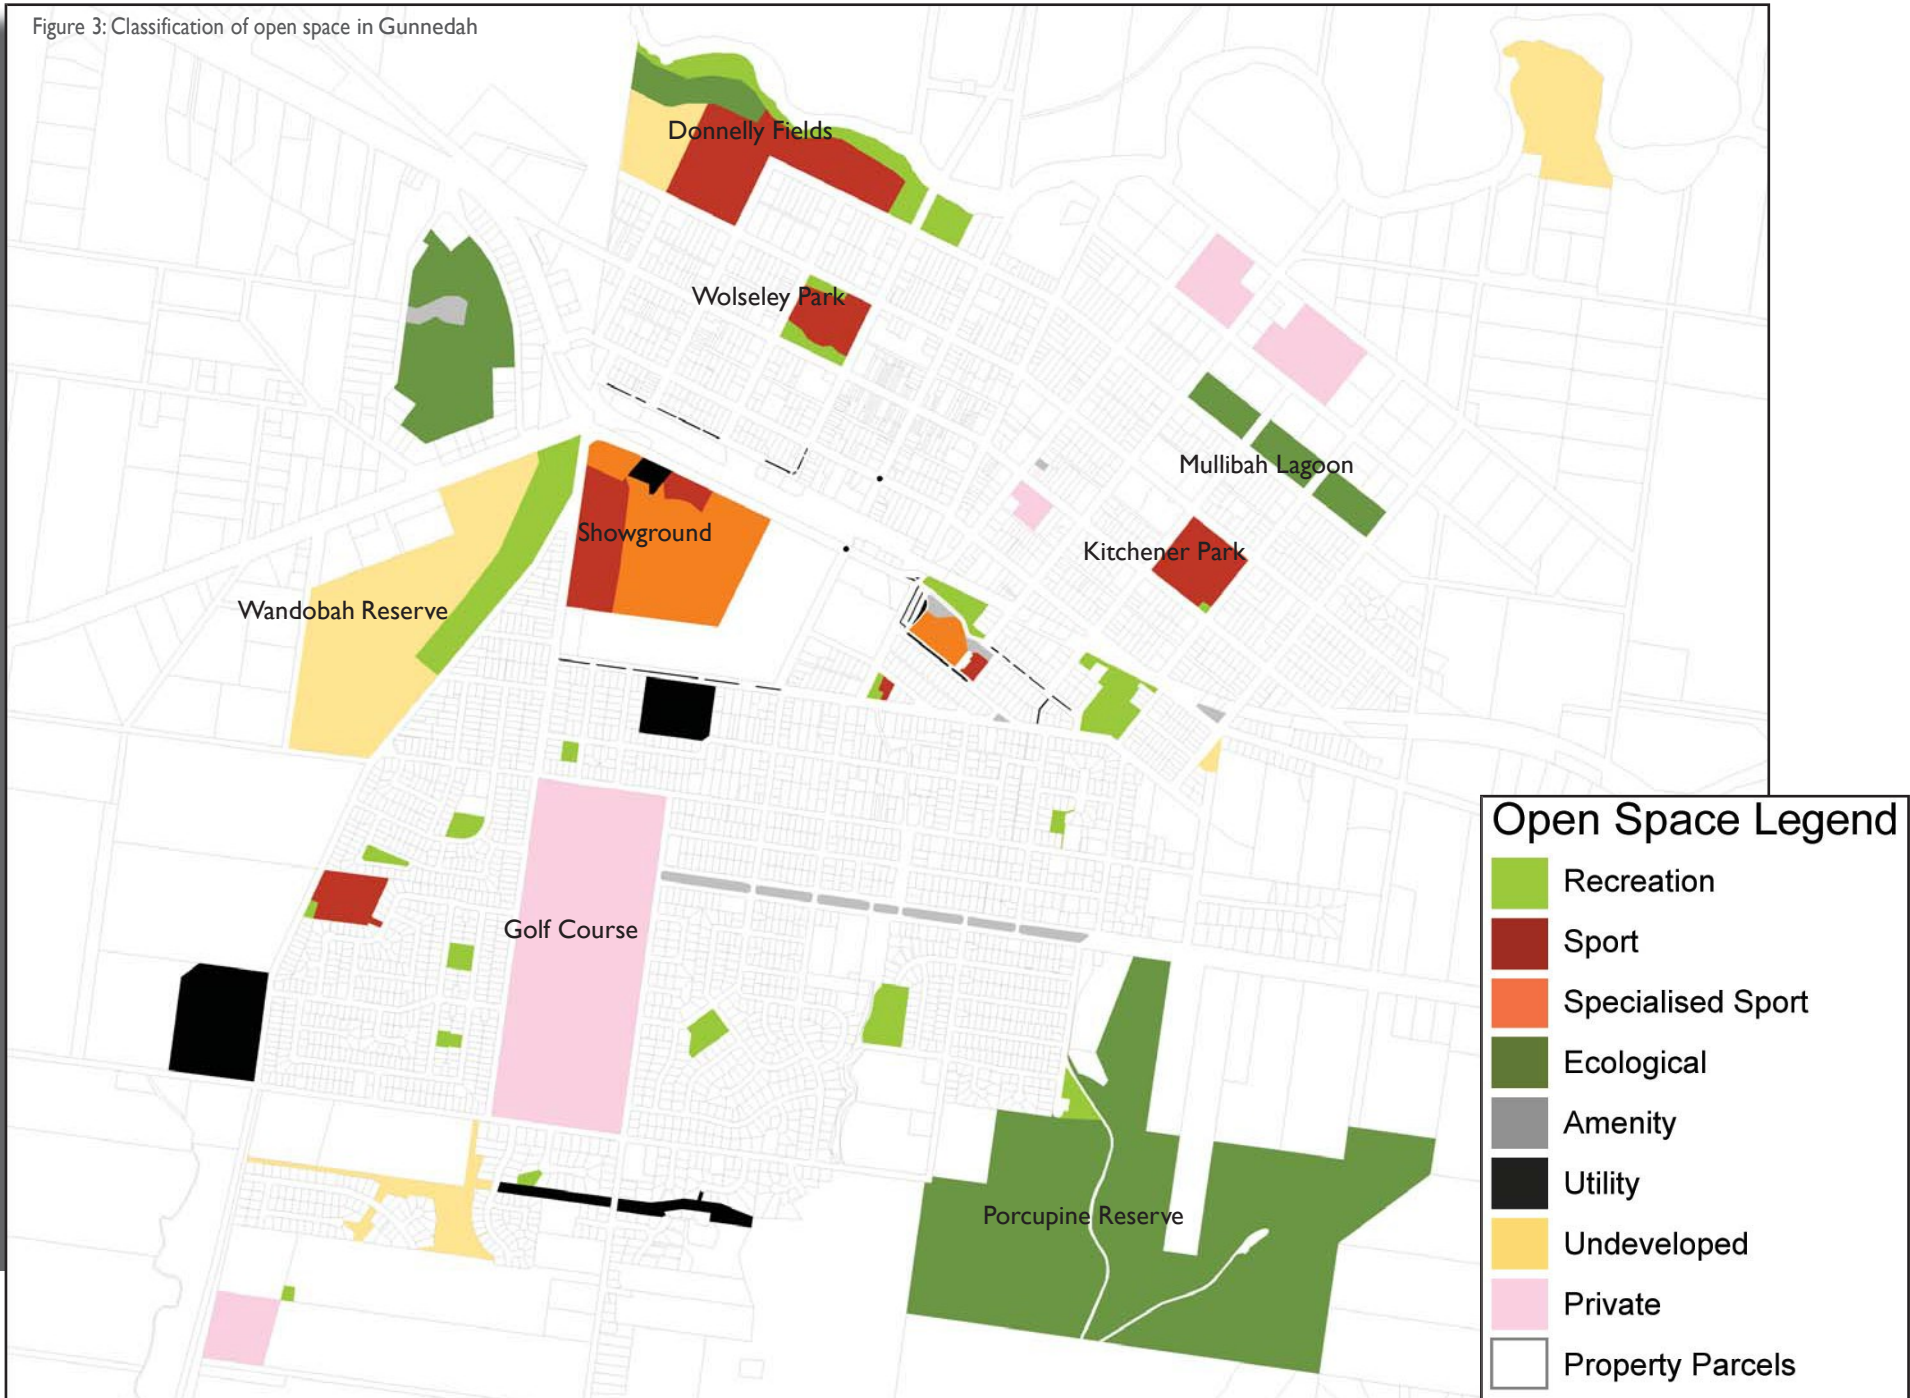 Figure 3: Classification of open space in Gunnedah
Donnelly Fields
Wolseley Park
Mullibah Lagoon
Showground
Kitchener Park
Wandobah Reserve
Golf Course
Porcupine Reserve
Open Space Legend
Recreation
Sport
Specialised Sport
Ecological
Amenity
Utility
Undeveloped
Private
Property Parcels